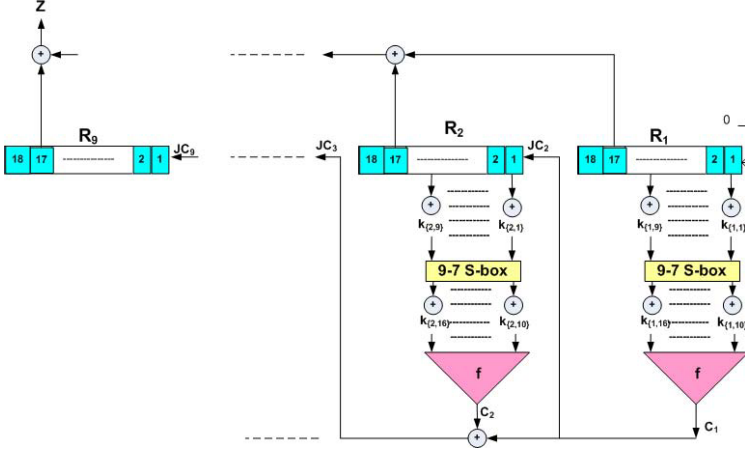 Z
+
+
R₉
R₂
R₁
0
JC₉
JC₃
JC₂
18 17 2 1
18 17 2 1
18 17 2 1
+ + + +
k{2,9} k{2,1} k{1,9} k{1,1}
9-7 S-box 9-7 S-box
+ + + +
k{2,16} k{2,10} k{1,16} k{1,10}
f f
C₂ C₁
+